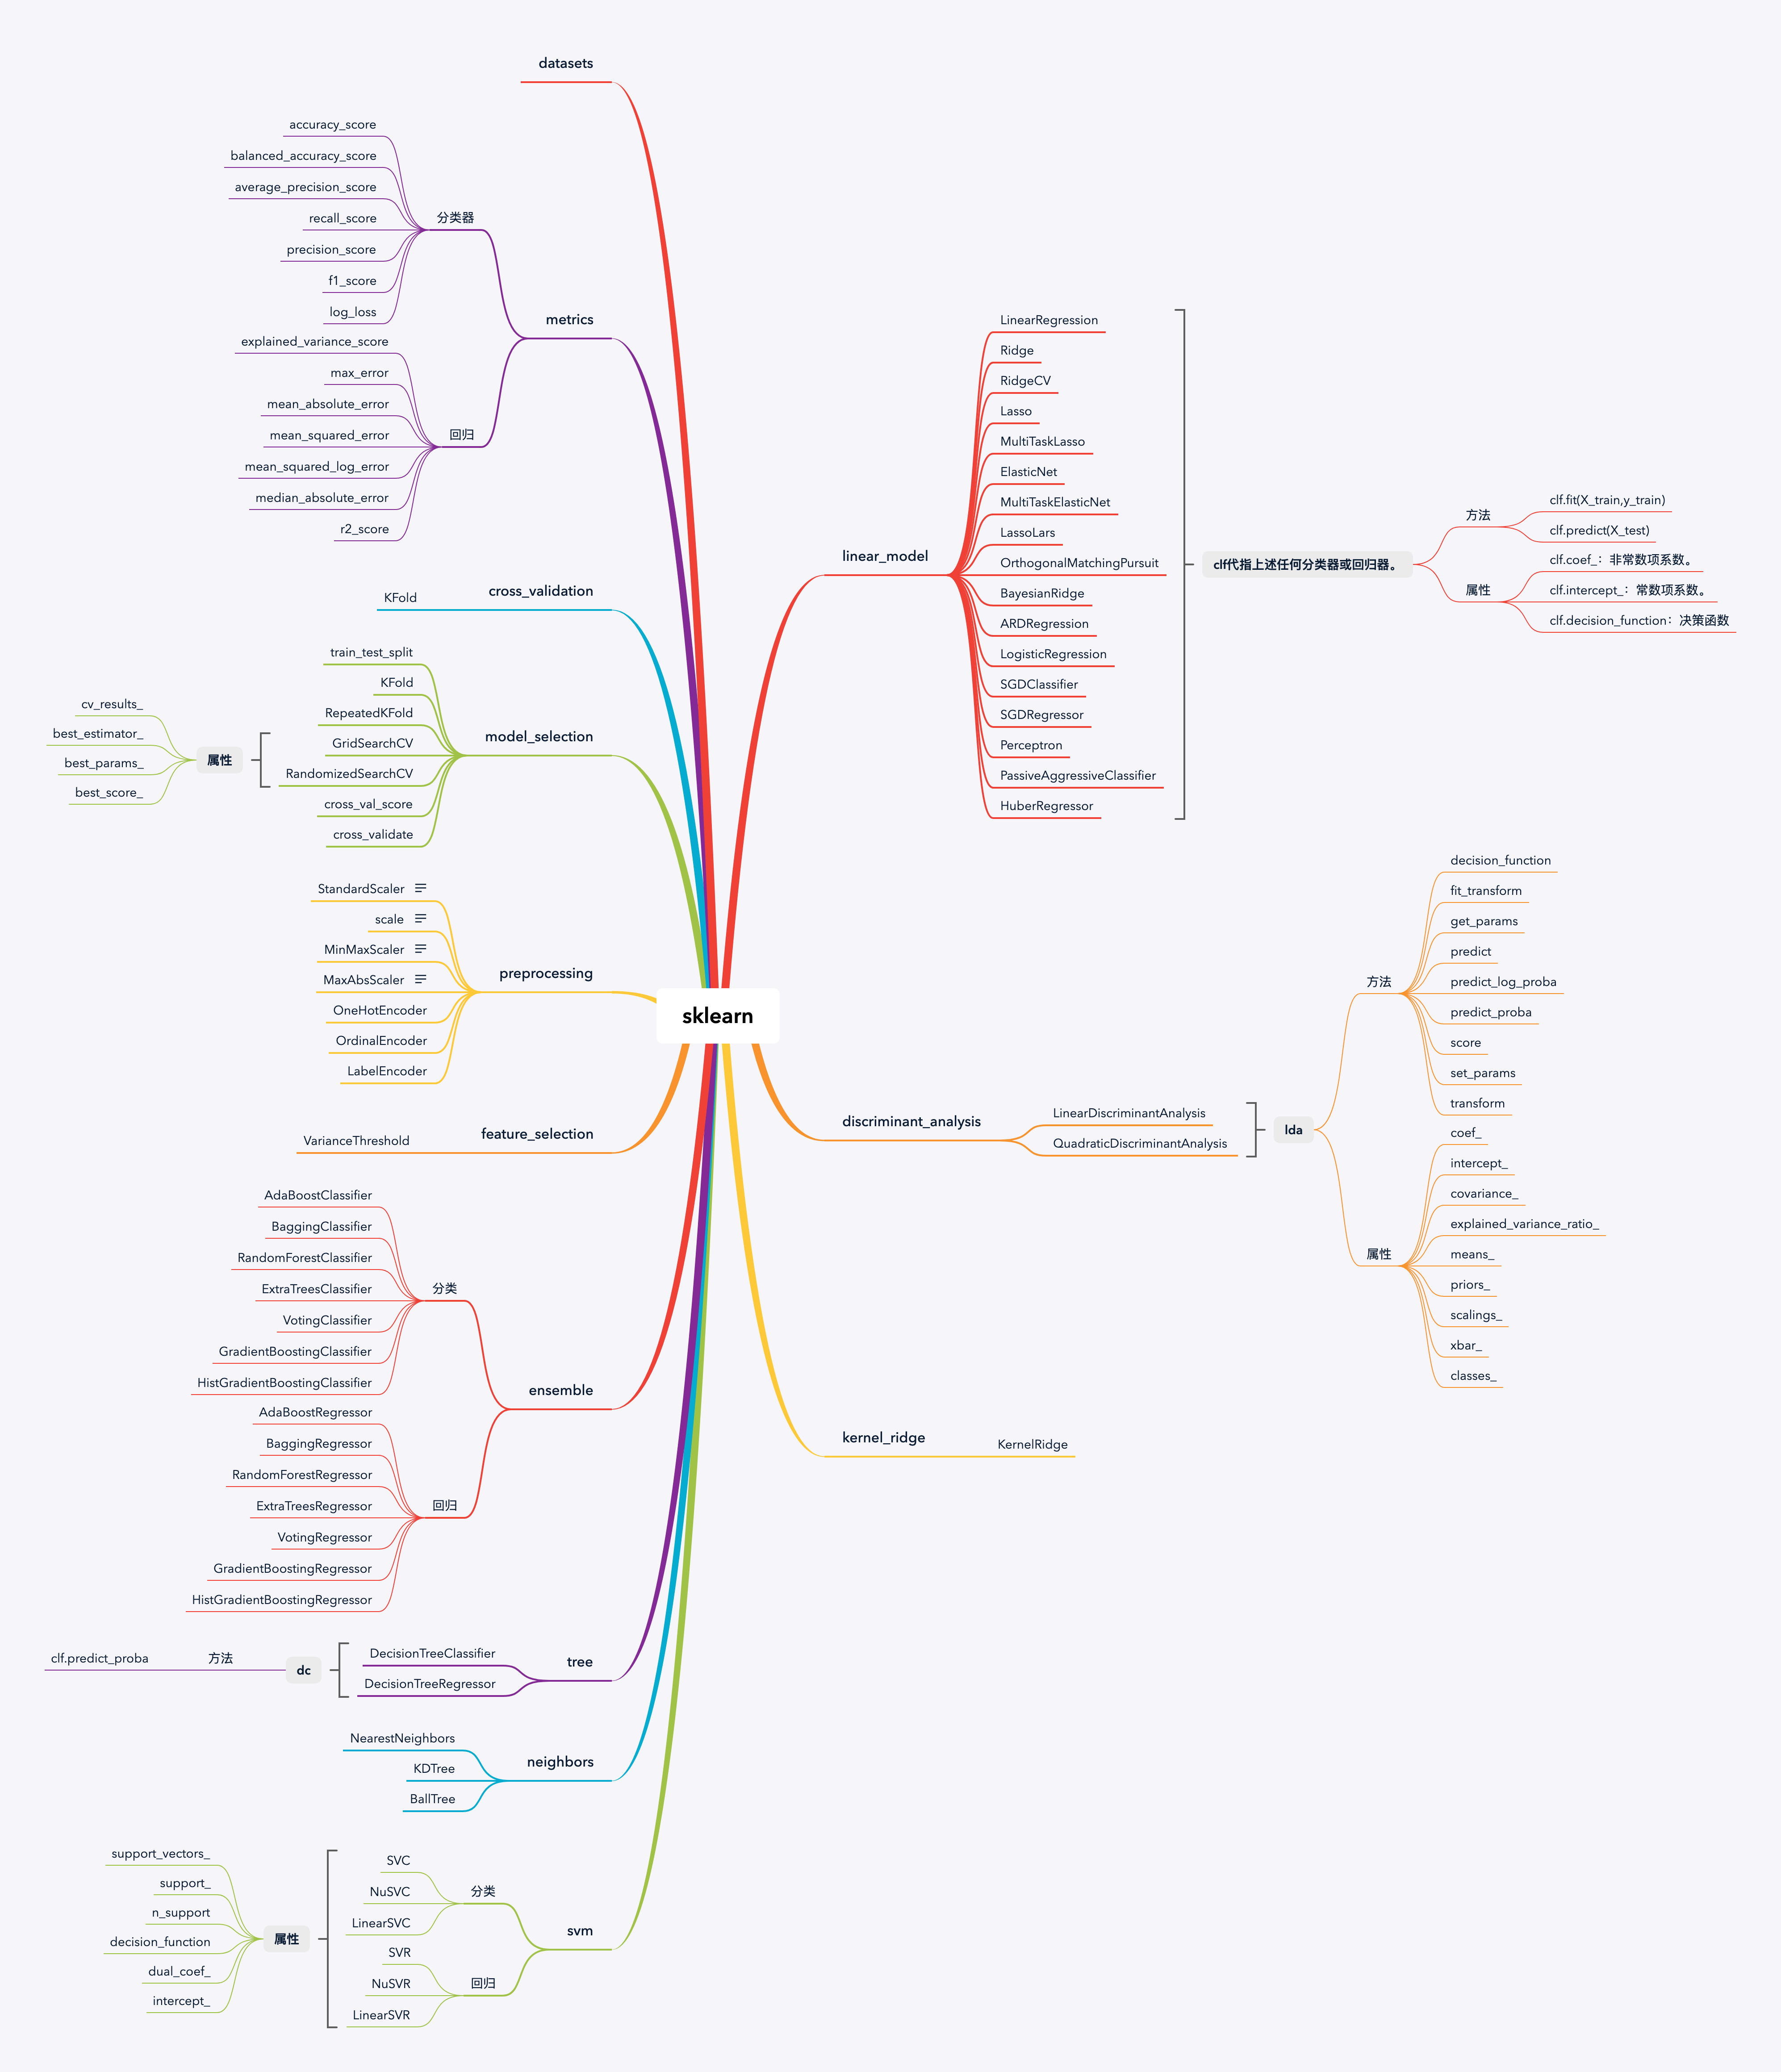 sklearn
datasets
metrics
分类器
accuracy_score
balanced_accuracy_score
average_precision_score
recall_score
precision_score
f1_score
log_loss
回归
explained_variance_score
max_error
mean_absolute_error
mean_squared_error
mean_squared_log_error
median_absolute_error
r2_score
cross_validation
KFold
model_selection
train_test_split
KFold
RepeatedKFold
GridSearchCV
RandomizedSearchCV
cross_val_score
cross_validate
属性
cv_results_
best_estimator_
best_params_
best_score_
preprocessing
StandardScaler
scale
MinMaxScaler
MaxAbsScaler
OneHotEncoder
OrdinalEncoder
LabelEncoder
feature_selection
VarianceThreshold
ensemble
分类
AdaBoostClassifier
BaggingClassifier
RandomForestClassifier
ExtraTreesClassifier
VotingClassifier
GradientBoostingClassifier
HistGradientBoostingClassifier
回归
AdaBoostRegressor
BaggingRegressor
RandomForestRegressor
ExtraTreesRegressor
VotingRegressor
GradientBoostingRegressor
HistGradientBoostingRegressor
tree
DecisionTreeClassifier
DecisionTreeRegressor
dc
方法
clf.predict_proba
neighbors
NearestNeighbors
KDTree
BallTree
svm
分类
SVC
NuSVC
LinearSVC
回归
SVR
NuSVR
LinearSVR
属性
support_vectors_
support_
n_support
decision_function
dual_coef_
intercept_
linear_model
LinearRegression
Ridge
RidgeCV
Lasso
MultiTaskLasso
ElasticNet
MultiTaskElasticNet
LassoLars
OrthogonalMatchingPursuit
BayesianRidge
ARDRegression
LogisticRegression
SGDClassifier
SGDRegressor
Perceptron
PassiveAggressiveClassifier
HuberRegressor
clf代指上述任何分类器或回归器。
方法
clf.fit(X_train,y_train)
clf.predict(X_test)
属性
clf.coef_：非常数项系数。
clf.intercept_：常数项系数。
clf.decision_function：决策函数
discriminant_analysis
LinearDiscriminantAnalysis
QuadraticDiscriminantAnalysis
lda
方法
decision_function
fit_transform
get_params
predict
predict_log_proba
predict_proba
score
set_params
transform
属性
coef_
intercept_
covariance_
explained_variance_ratio_
means_
priors_
scalings_
xbar_
classes_
kernel_ridge
KernelRidge